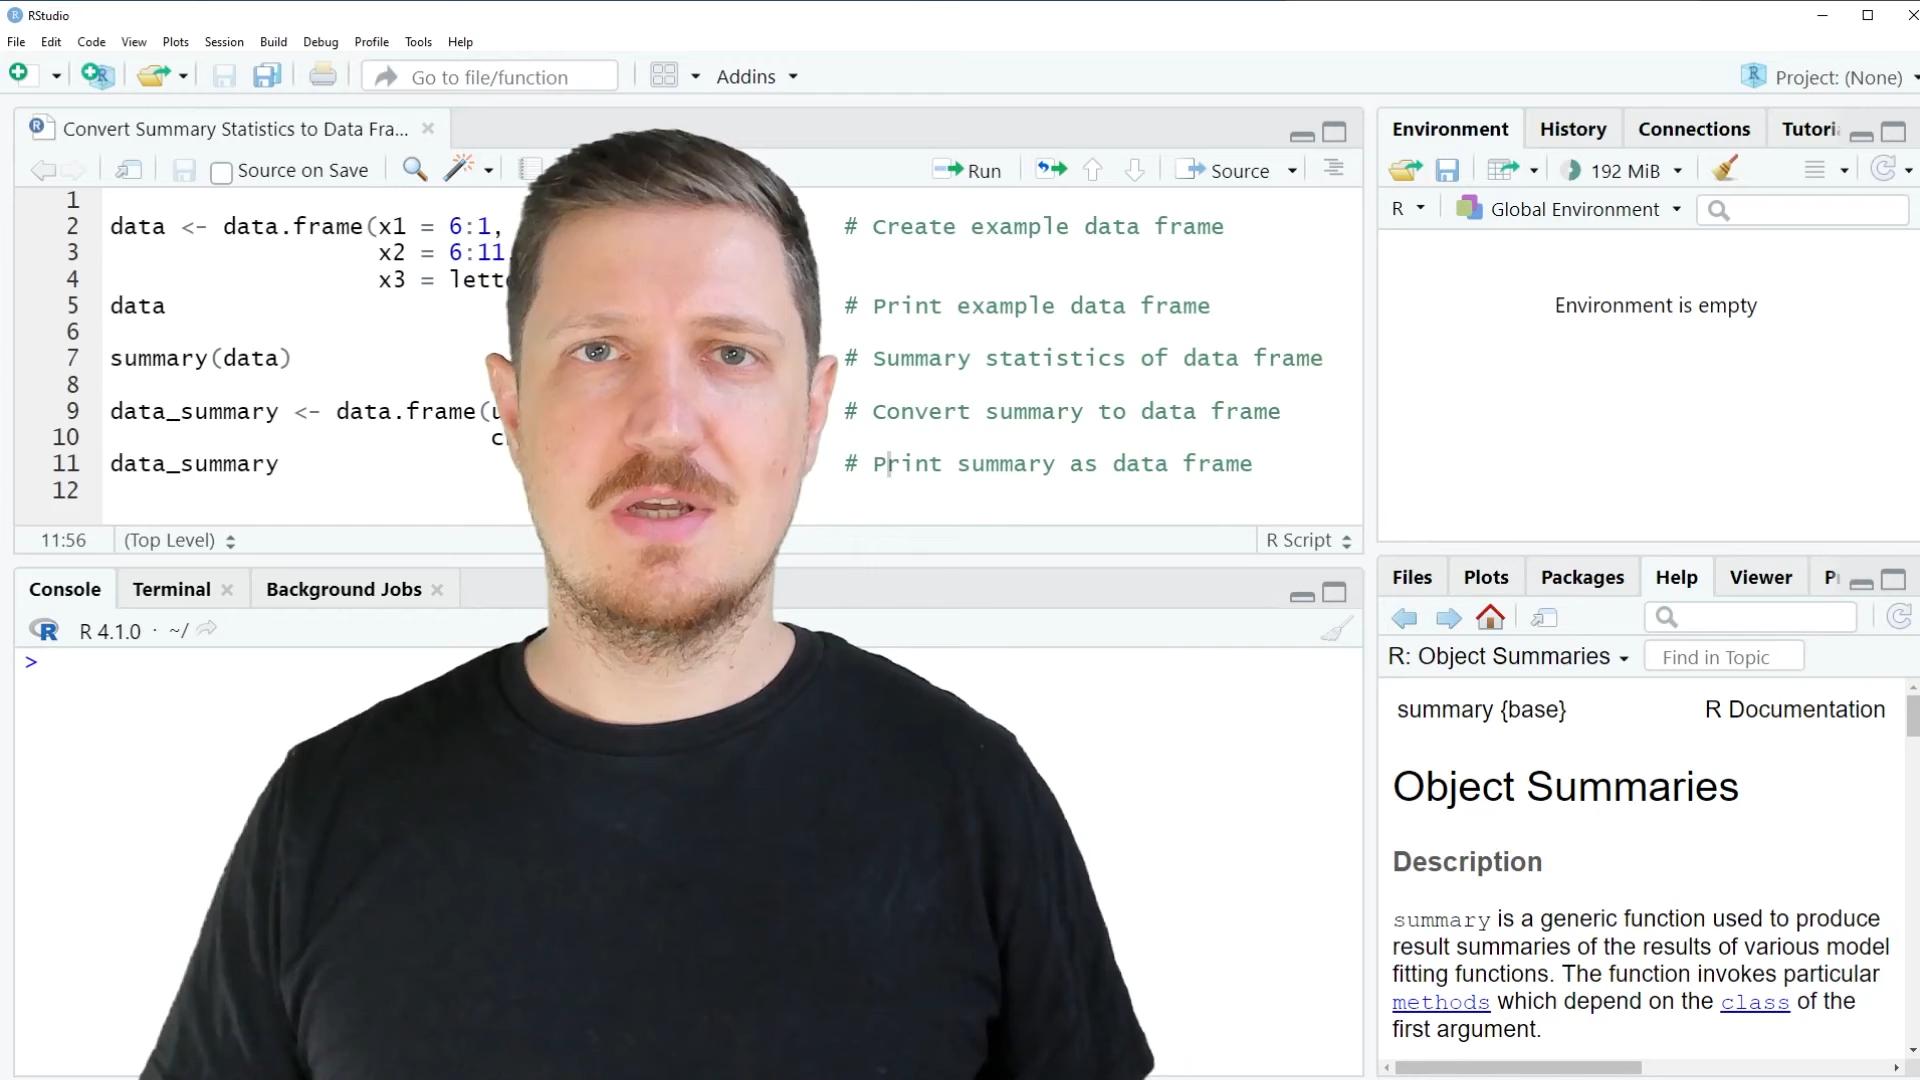 RStudio
File Edit Code View Plots Session Build Debug Profile Tools Help
Go to file/function Addins Project: (None)
Convert Summary Statistics to Data Fra...
Source on Save Run Source
1
2 data <- data.frame(x1 = 6:1, # Create example data frame
3 x2 = 6:11
4 x3 =
5 data # Print example data frame
6
7 summary(data) # Summary statistics of data frame
8
9 data_summary <- data.frame( # Convert summary to data frame
10
11 data_summary # Print summary as data frame
12
11:56 (Top Level) R Script
Console Terminal Background Jobs
R 4.1.0 · ~/
>
Environment History Connections Tutori
192 MiB
R Global Environment
Environment is empty
Files Plots Packages Help Viewer
R: Object Summaries Find in Topic
summary {base} R Documentation
Object Summaries
Description
summary is a generic function used to produce
result summaries of the results of various model
fitting functions. The function invokes particular
methods which depend on the class of the
first argument.